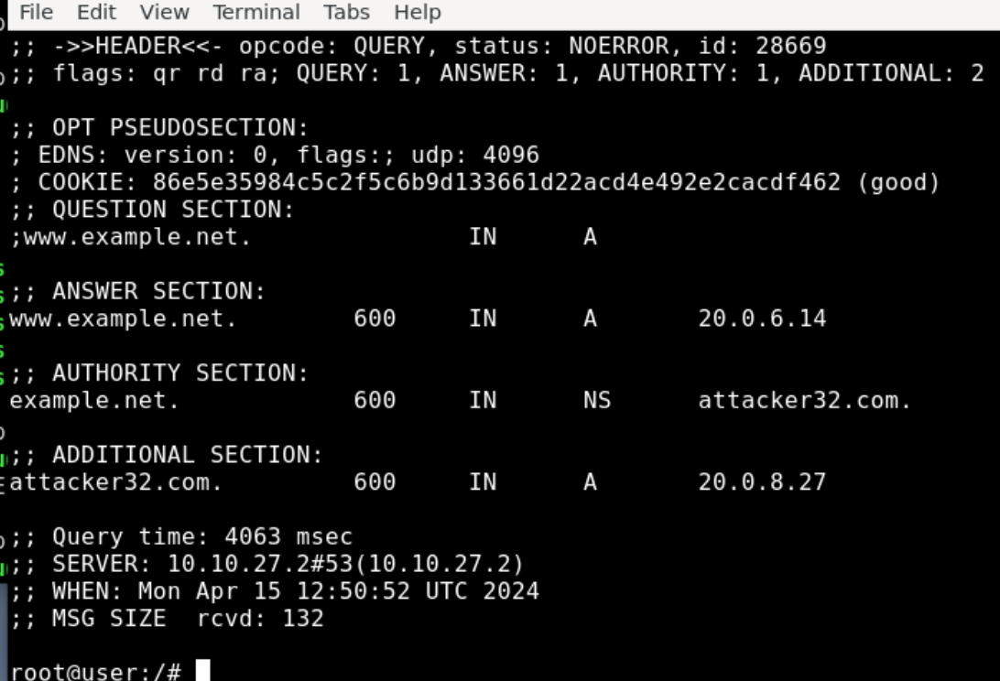 File Edit View Terminal Tabs Help
;; ->>HEADER<<- opcode: QUERY, status: NOERROR, id: 28669
;; flags: qr rd ra; QUERY: 1, ANSWER: 1, AUTHORITY: 1, ADDITIONAL: 2
;; OPT PSEUDOSECTION:
; EDNS: version: 0, flags:; udp: 4096
; COOKIE: 86e5e35984c5c2f5c6b9d133661d22acd4e492e2cacdf462 (good)
;; QUESTION SECTION:
;www.example.net. IN A
;; ANSWER SECTION:
www.example.net. 600 IN A 20.0.6.14
;; AUTHORITY SECTION:
example.net. 600 IN NS attacker32.com.
;; ADDITIONAL SECTION:
attacker32.com. 600 IN A 20.0.8.27
;; Query time: 4063 msec
;; SERVER: 10.10.27.2#53(10.10.27.2)
;; WHEN: Mon Apr 15 12:50:52 UTC 2024
;; MSG SIZE rcvd: 132
root@user:/#